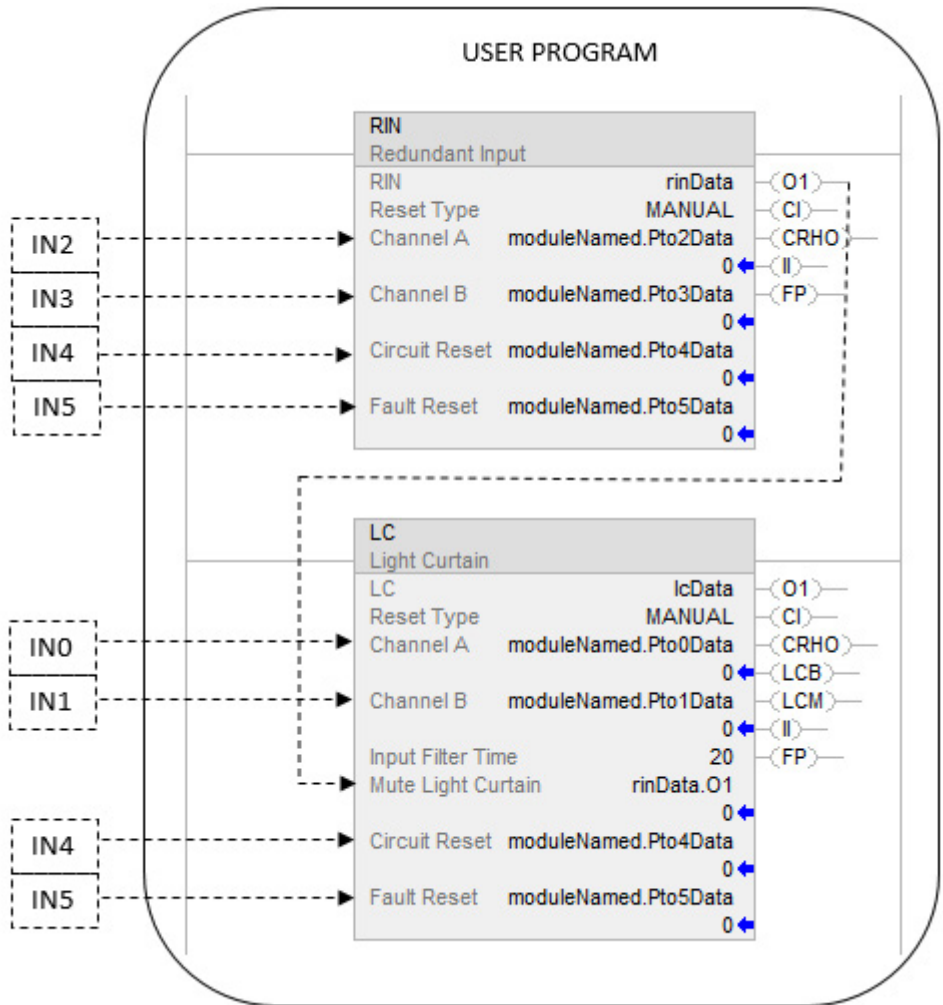 USER PROGRAM
RIN
Redundant Input
RIN rinData (O1)
Reset Type MANUAL (CI)
IN2 Channel A moduleNamed.Pto2Data (CRHO)
0 (II)
IN3 Channel B moduleNamed.Pto3Data (FP)
0
IN4 Circuit Reset moduleNamed.Pto4Data
0
IN5 Fault Reset moduleNamed.Pto5Data
0
LC
Light Curtain
LC lcData (O1)
Reset Type MANUAL (CI)
IN0 Channel A moduleNamed.Pto0Data (CRHO)
0 (LCB)
IN1 Channel B moduleNamed.Pto1Data (LCM)
0 (II)
Input Filter Time 20 (FP)
Mute Light Curtain rinData.O1
0
IN4 Circuit Reset moduleNamed.Pto4Data
0
IN5 Fault Reset moduleNamed.Pto5Data
0